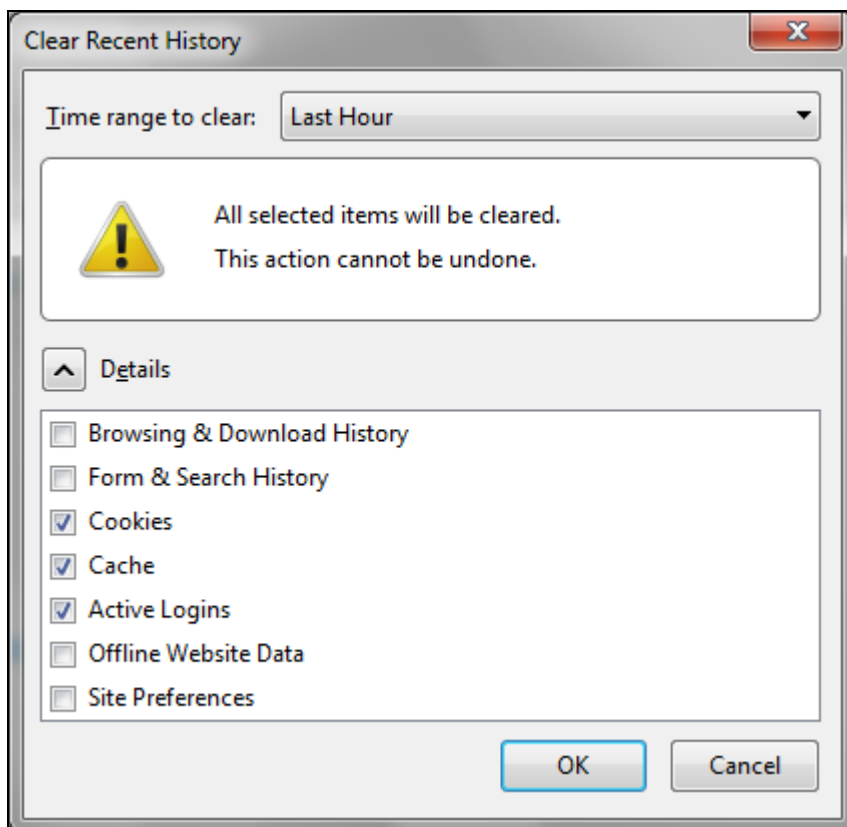 Clear Recent History
Time range to clear: Last Hour
All selected items will be cleared.
This action cannot be undone.
Details
Browsing & Download History
Form & Search History
Cookies
Cache
Active Logins
Offline Website Data
Site Preferences
OK Cancel